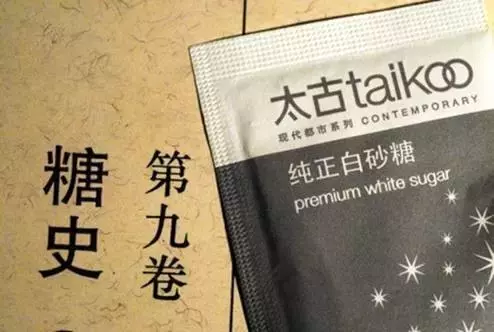 糖史
第九卷
太古taikoo
现代都市系列 CONTEMPORARY
纯正白砂糖
premium white sugar